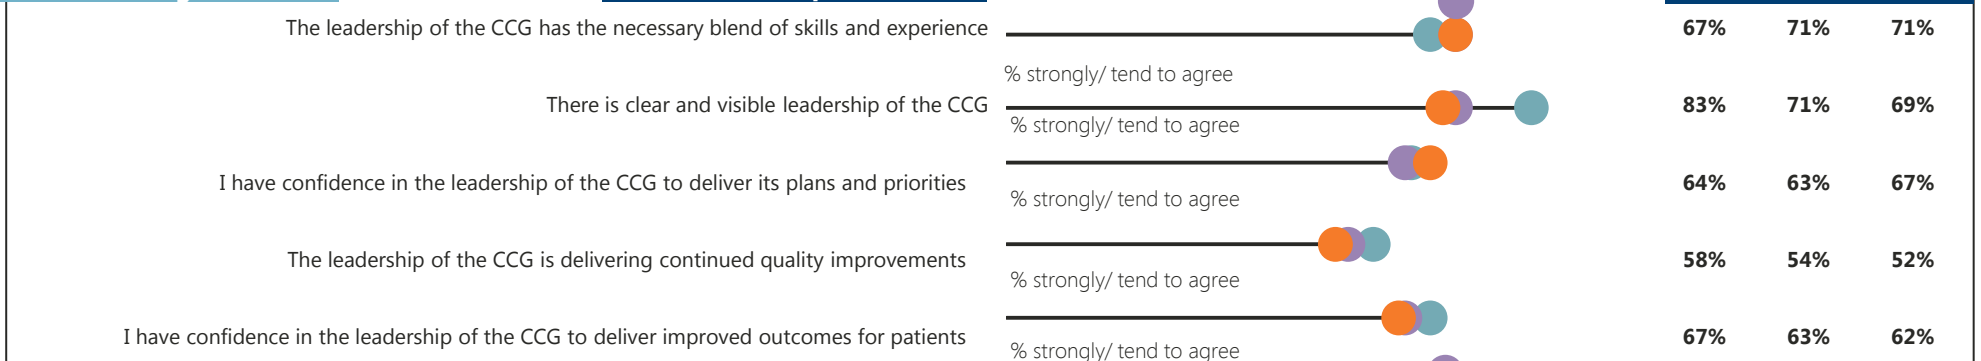 The leadership of the CCG has the necessary blend of skills and experience 67% 71% 71%
% strongly/ tend to agree
There is clear and visible leadership of the CCG 83% 71% 69%
% strongly/ tend to agree
I have confidence in the leadership of the CCG to deliver its plans and priorities 64% 63% 67%
% strongly/ tend to agree
The leadership of the CCG is delivering continued quality improvements 58% 54% 52%
% strongly/ tend to agree
I have confidence in the leadership of the CCG to deliver improved outcomes for patients 67% 63% 62%
% strongly/ tend to agree